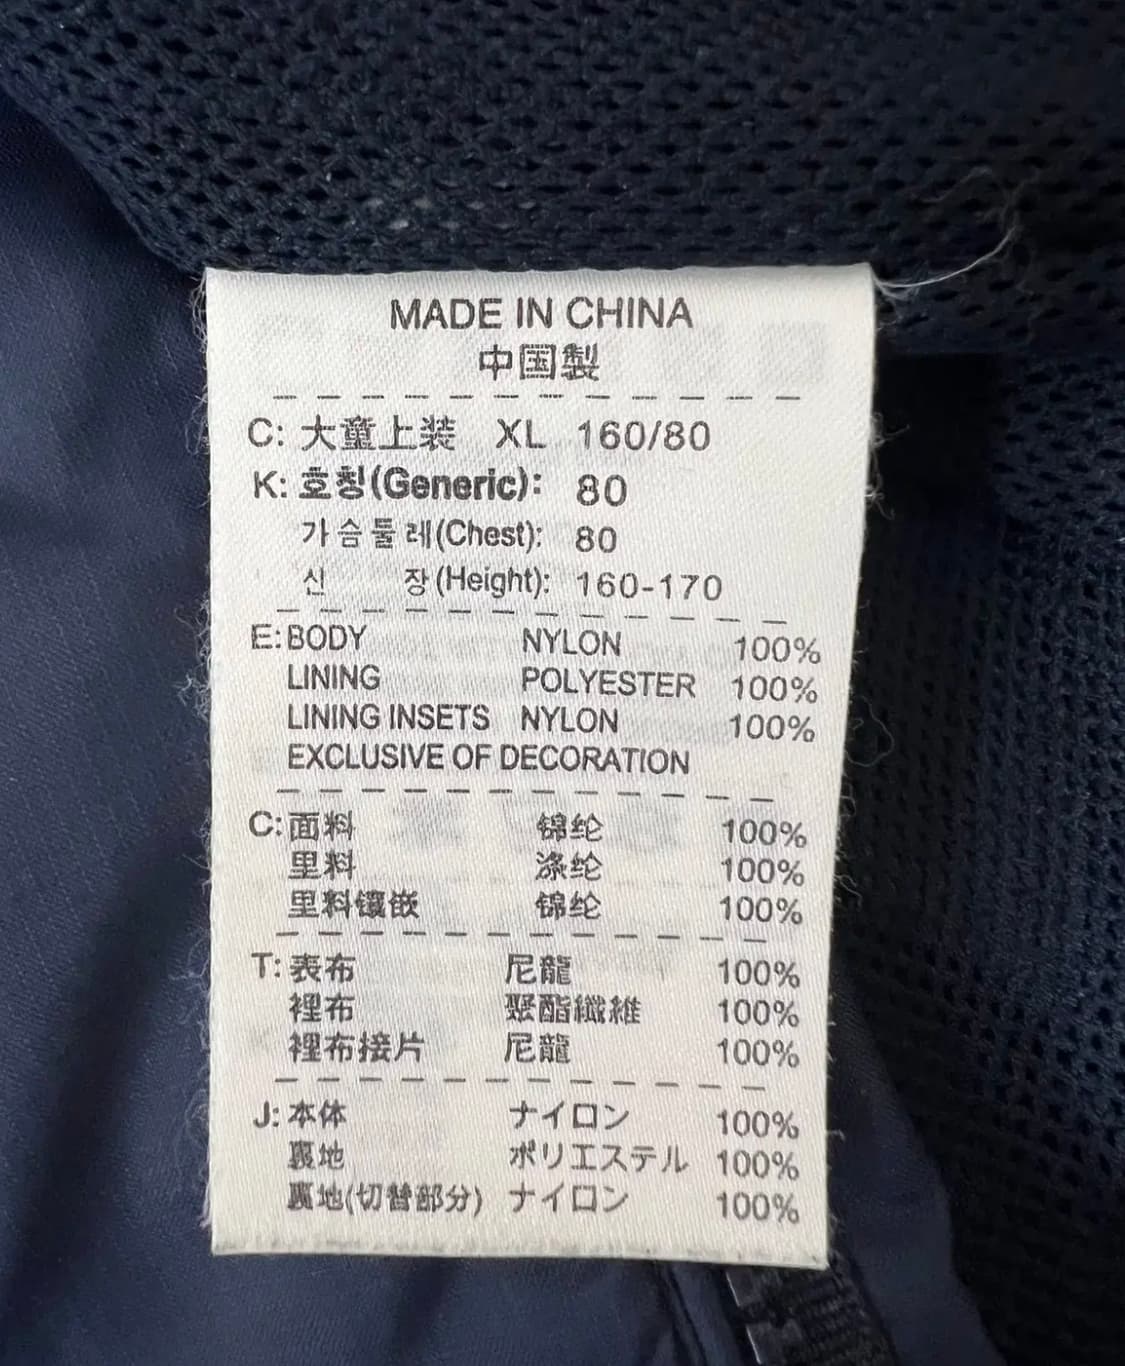 MADE IN CHINA
中国製
C: 大童上装 XL 160/80
K: 호칭(Generic): 80
가슴둘레(Chest): 80
신 장(Height): 160-170
E: BODY NYLON 100%
LINING POLYESTER 100%
LINING INSETS NYLON 100%
EXCLUSIVE OF DECORATION
C: 面料 锦纶 100%
里料 涤纶 100%
里料镶嵌 锦纶 100%
T: 表布 尼龍 100%
裡布 聚酯纖維 100%
裡布接片 尼龍 100%
J: 本体 ナイロン 100%
裏地 ポリエステル 100%
裏地(切替部分) ナイロン 100%